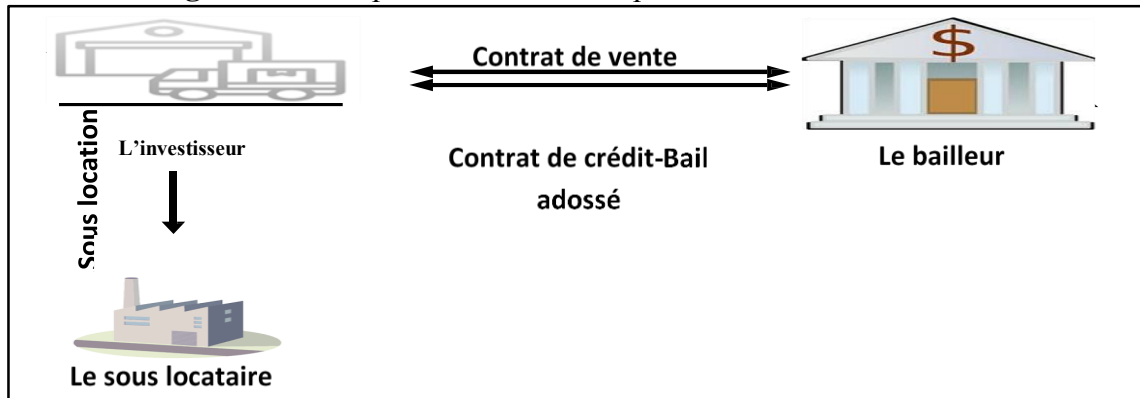 Contrat de vente
$
L'investisseur
Sous location
Contrat de crédit-Bail
adossé
Le bailleur
Le sous locataire